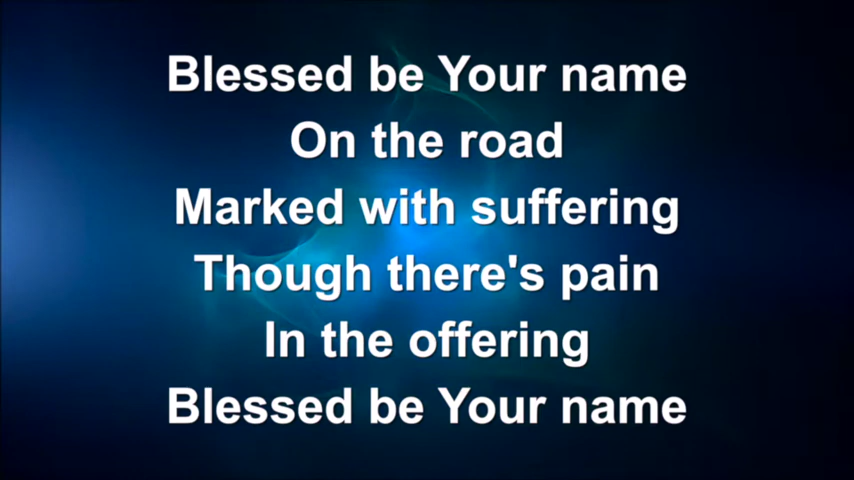 Blessed be Your name
On the road
Marked with suffering
Though there's pain
In the offering
Blessed be Your name